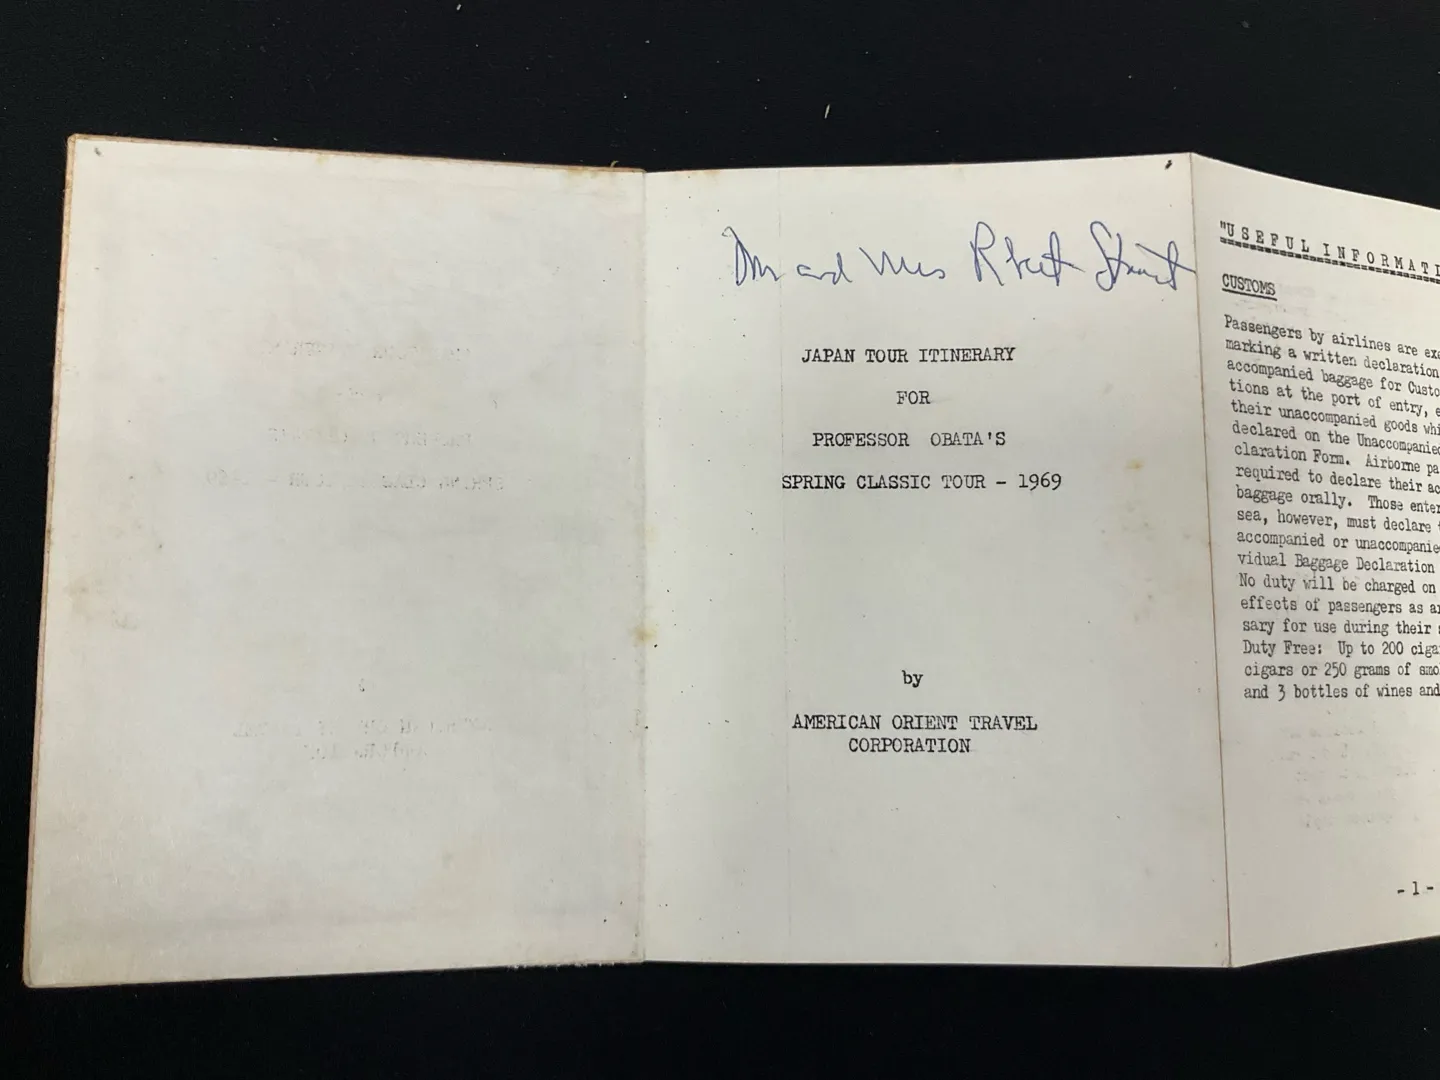 Dr and Mrs Robert Stewart
JAPAN TOUR ITINERARY
FOR
PROFESSOR OBATA'S
SPRING CLASSIC TOUR - 1969
by
AMERICAN ORIENT TRAVEL
CORPORATION
"USEFUL INFORMATI
CUSTOMS
Passengers by airlines are exe
marking a written declaration
accompanied baggage for Custo
tions at the port of entry, e
their unaccompanied goods whi
declared on the Unaccompanied
claration Form. Airborne pa
required to declare their ac
baggage orally. Those enter
sea, however, must declare
accompanied or unaccompanie
vidual Baggage Declaration
No duty will be charged on
effects of passengers as ar
sary for use during their
Duty Free: Up to 200 ciga
cigars or 250 grams of smo
and 3 bottles of wines and
-1-